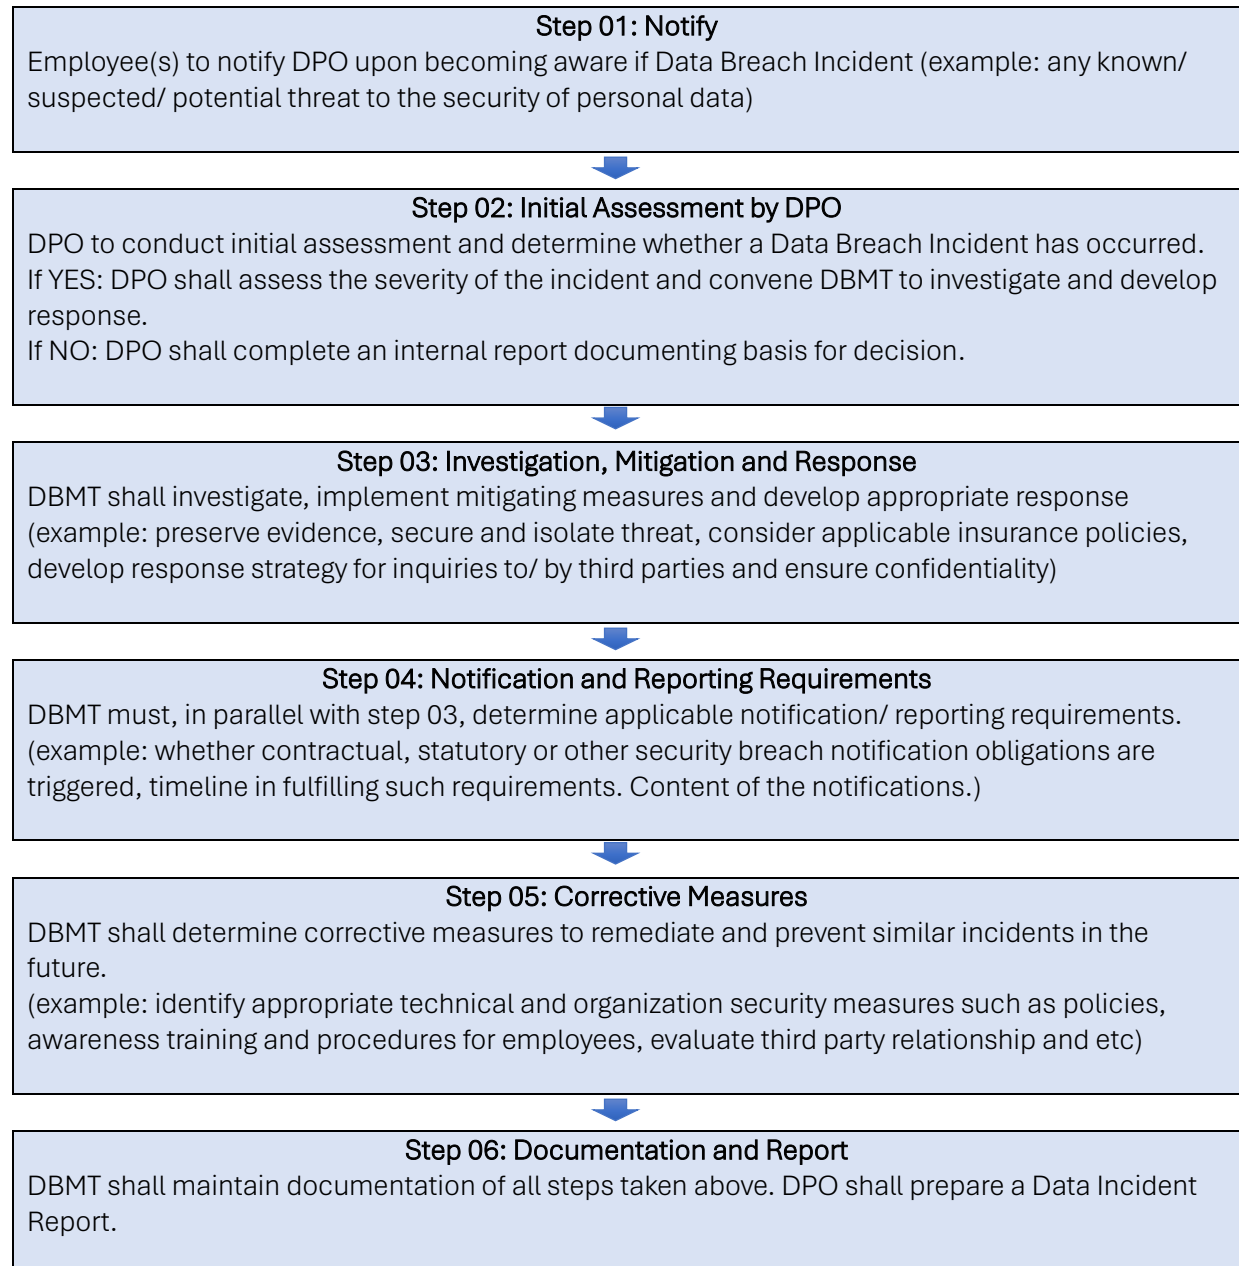 Step 01: Notify
Employee(s) to notify DPO upon becoming aware if Data Breach Incident (example: any known/
suspected/ potential threat to the security of personal data)
Step 02: Initial Assessment by DPO
DPO to conduct initial assessment and determine whether a Data Breach Incident has occurred.
If YES: DPO shall assess the severity of the incident and convene DBMT to investigate and develop
response.
If NO: DPO shall complete an internal report documenting basis for decision.
Step 03: Investigation, Mitigation and Response
DBMT shall investigate, implement mitigating measures and develop appropriate response
(example: preserve evidence, secure and isolate threat, consider applicable insurance policies,
develop response strategy for inquiries to/ by third parties and ensure confidentiality)
Step 04: Notification and Reporting Requirements
DBMT must, in parallel with step 03, determine applicable notification/ reporting requirements.
(example: whether contractual, statutory or other security breach notification obligations are
triggered, timeline in fulfilling such requirements. Content of the notifications.)
Step 05: Corrective Measures
DBMT shall determine corrective measures to remediate and prevent similar incidents in the
future.
(example: identify appropriate technical and organization security measures such as policies,
awareness training and procedures for employees, evaluate third party relationship and etc)
Step 06: Documentation and Report
DBMT shall maintain documentation of all steps taken above. DPO shall prepare a Data Incident
Report.